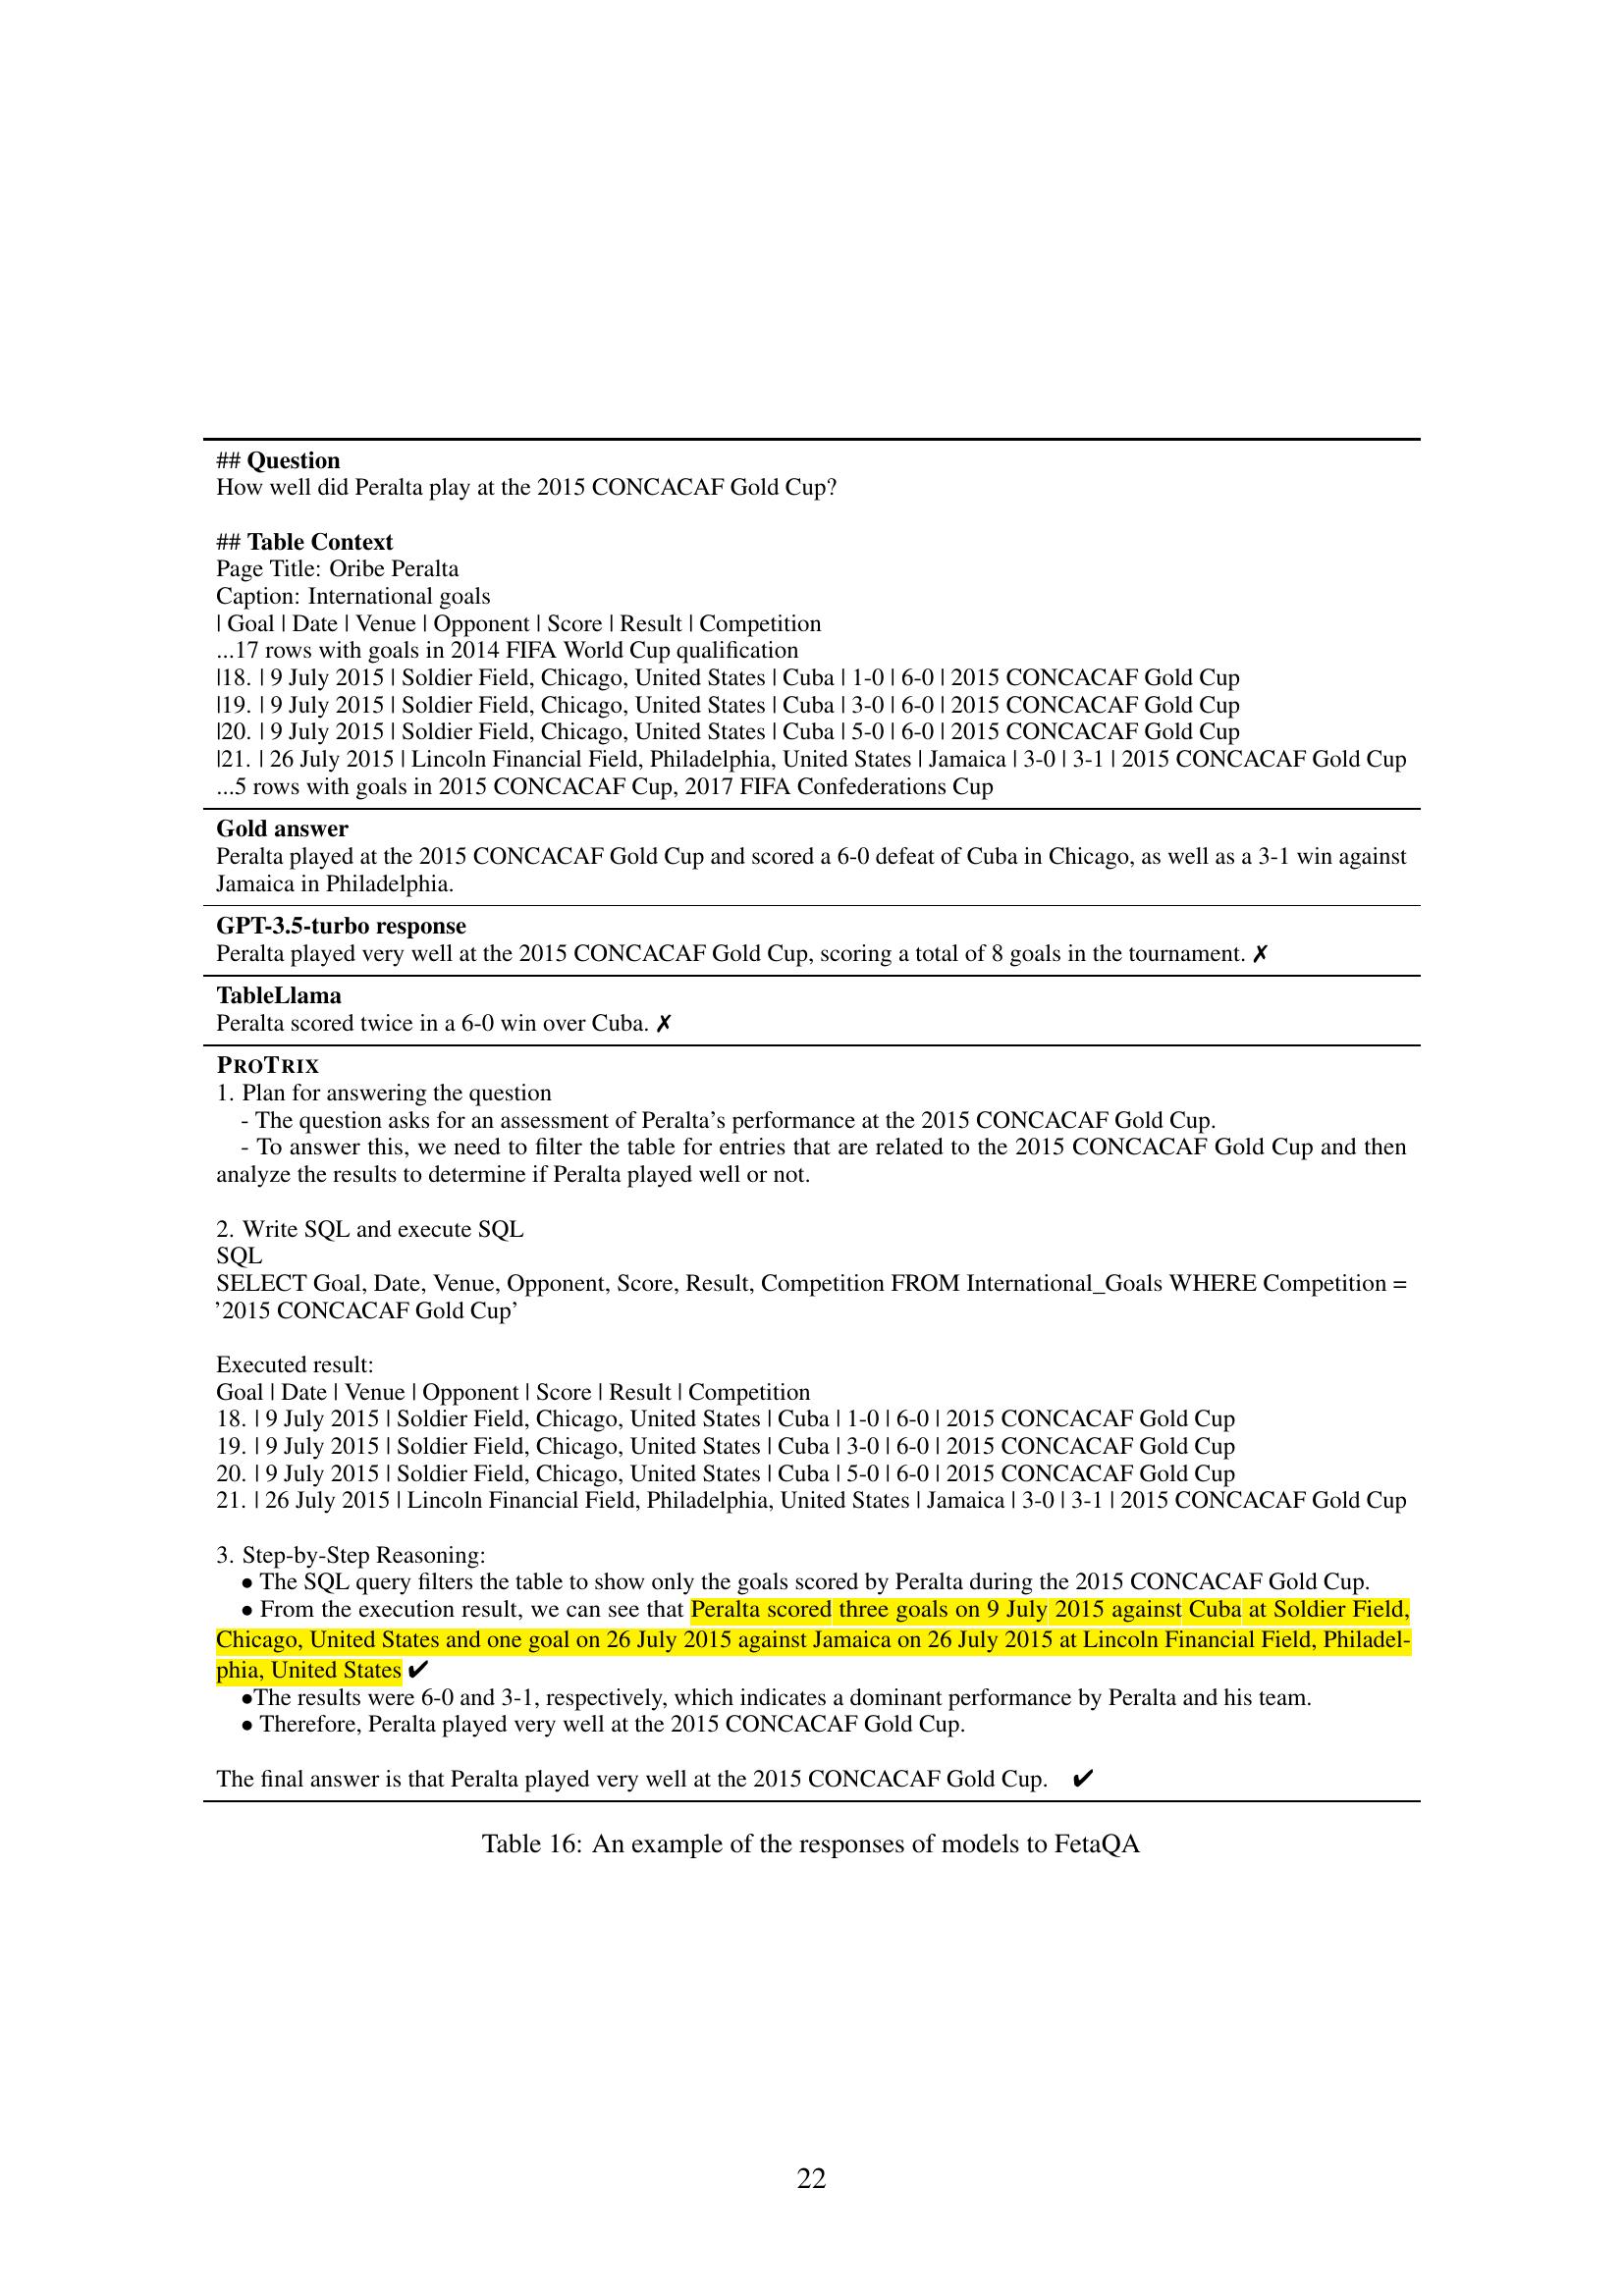 ## Question
How well did Peralta play at the 2015 CONCACAF Gold Cup?
## Table Context
Page Title: Oribe Peralta
Caption: International goals
| Goal | Date | Venue | Opponent | Score | Result | Competition
...17 rows with goals in 2014 FIFA World Cup qualification
|18. | 9 July 2015 | Soldier Field, Chicago, United States | Cuba | 1-0 | 6-0 | 2015 CONCACAF Gold Cup
|19. | 9 July 2015 | Soldier Field, Chicago, United States | Cuba | 3-0 | 6-0 | 2015 CONCACAF Gold Cup
|20. | 9 July 2015 | Soldier Field, Chicago, United States | Cuba | 5-0 | 6-0 | 2015 CONCACAF Gold Cup
|21. | 26 July 2015 | Lincoln Financial Field, Philadelphia, United States | Jamaica | 3-0 | 3-1 | 2015 CONCACAF Gold Cup
...5 rows with goals in 2015 CONCACAF Cup, 2017 FIFA Confederations Cup
Gold answer
Peralta played at the 2015 CONCACAF Gold Cup and scored a 6-0 defeat of Cuba in Chicago, as well as a 3-1 win against
Jamaica in Philadelphia.
GPT-3.5-turbo response
Peralta played very well at the 2015 CONCACAF Gold Cup, scoring a total of 8 goals in the tournament. ✗
TableLlama
Peralta scored twice in a 6-0 win over Cuba. ✗
PROTRIX
1. Plan for answering the question
- The question asks for an assessment of Peralta's performance at the 2015 CONCACAF Gold Cup.
- To answer this, we need to filter the table for entries that are related to the 2015 CONCACAF Gold Cup and then
analyze the results to determine if Peralta played well or not.
2. Write SQL and execute SQL
SQL
SELECT Goal, Date, Venue, Opponent, Score, Result, Competition FROM International_Goals WHERE Competition =
'2015 CONCACAF Gold Cup'
Executed result:
Goal | Date | Venue | Opponent | Score | Result | Competition
18. | 9 July 2015 | Soldier Field, Chicago, United States | Cuba | 1-0 | 6-0 | 2015 CONCACAF Gold Cup
19. | 9 July 2015 | Soldier Field, Chicago, United States | Cuba | 3-0 | 6-0 | 2015 CONCACAF Gold Cup
20. | 9 July 2015 | Soldier Field, Chicago, United States | Cuba | 5-0 | 6-0 | 2015 CONCACAF Gold Cup
21. | 26 July 2015 | Lincoln Financial Field, Philadelphia, United States | Jamaica | 3-0 | 3-1 | 2015 CONCACAF Gold Cup
3. Step-by-Step Reasoning:
• The SQL query filters the table to show only the goals scored by Peralta during the 2015 CONCACAF Gold Cup.
• From the execution result, we can see that Peralta scored three goals on 9 July 2015 against Cuba at Soldier Field,
Chicago, United States and one goal on 26 July 2015 against Jamaica on 26 July 2015 at Lincoln Financial Field, Philadel-
phia, United States ✔
•The results were 6-0 and 3-1, respectively, which indicates a dominant performance by Peralta and his team.
• Therefore, Peralta played very well at the 2015 CONCACAF Gold Cup.
The final answer is that Peralta played very well at the 2015 CONCACAF Gold Cup. ✔
Table 16: An example of the responses of models to FetaQA
22